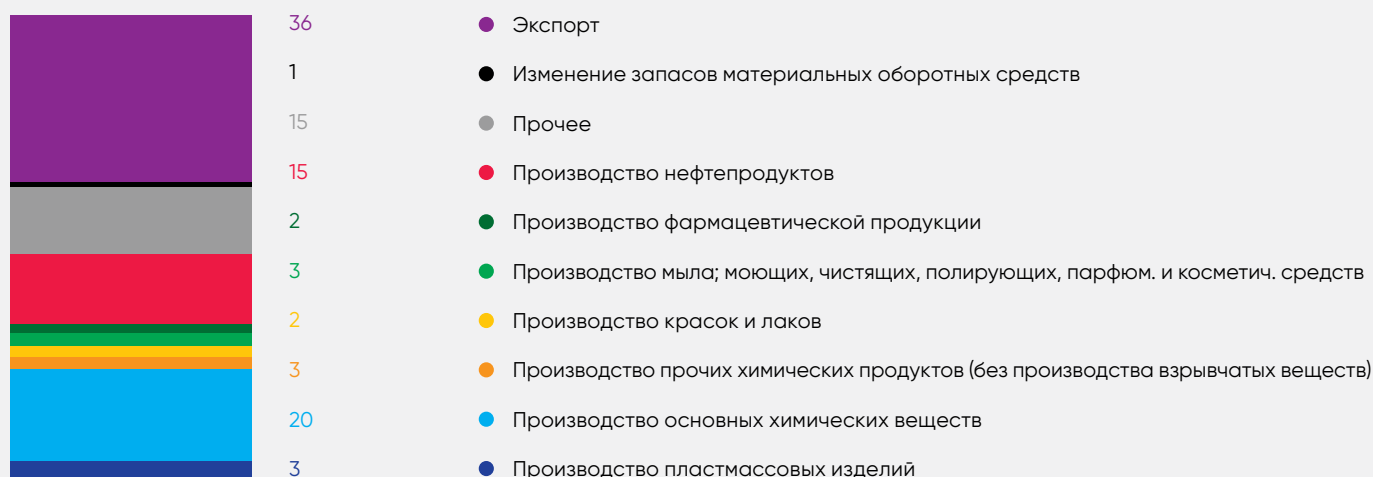 36 Экспорт
1 Изменение запасов материальных оборотных средств
15 Прочее
15 Производство нефтепродуктов
2 Производство фармацевтической продукции
3 Производство мыла; моющих, чистящих, полирующих, парфюм. и косметич. средств
2 Производство красок и лаков
3 Производство прочих химических продуктов (без производства взрывчатых веществ)
20 Производство основных химических веществ
3 Производство пластмассовых изделий